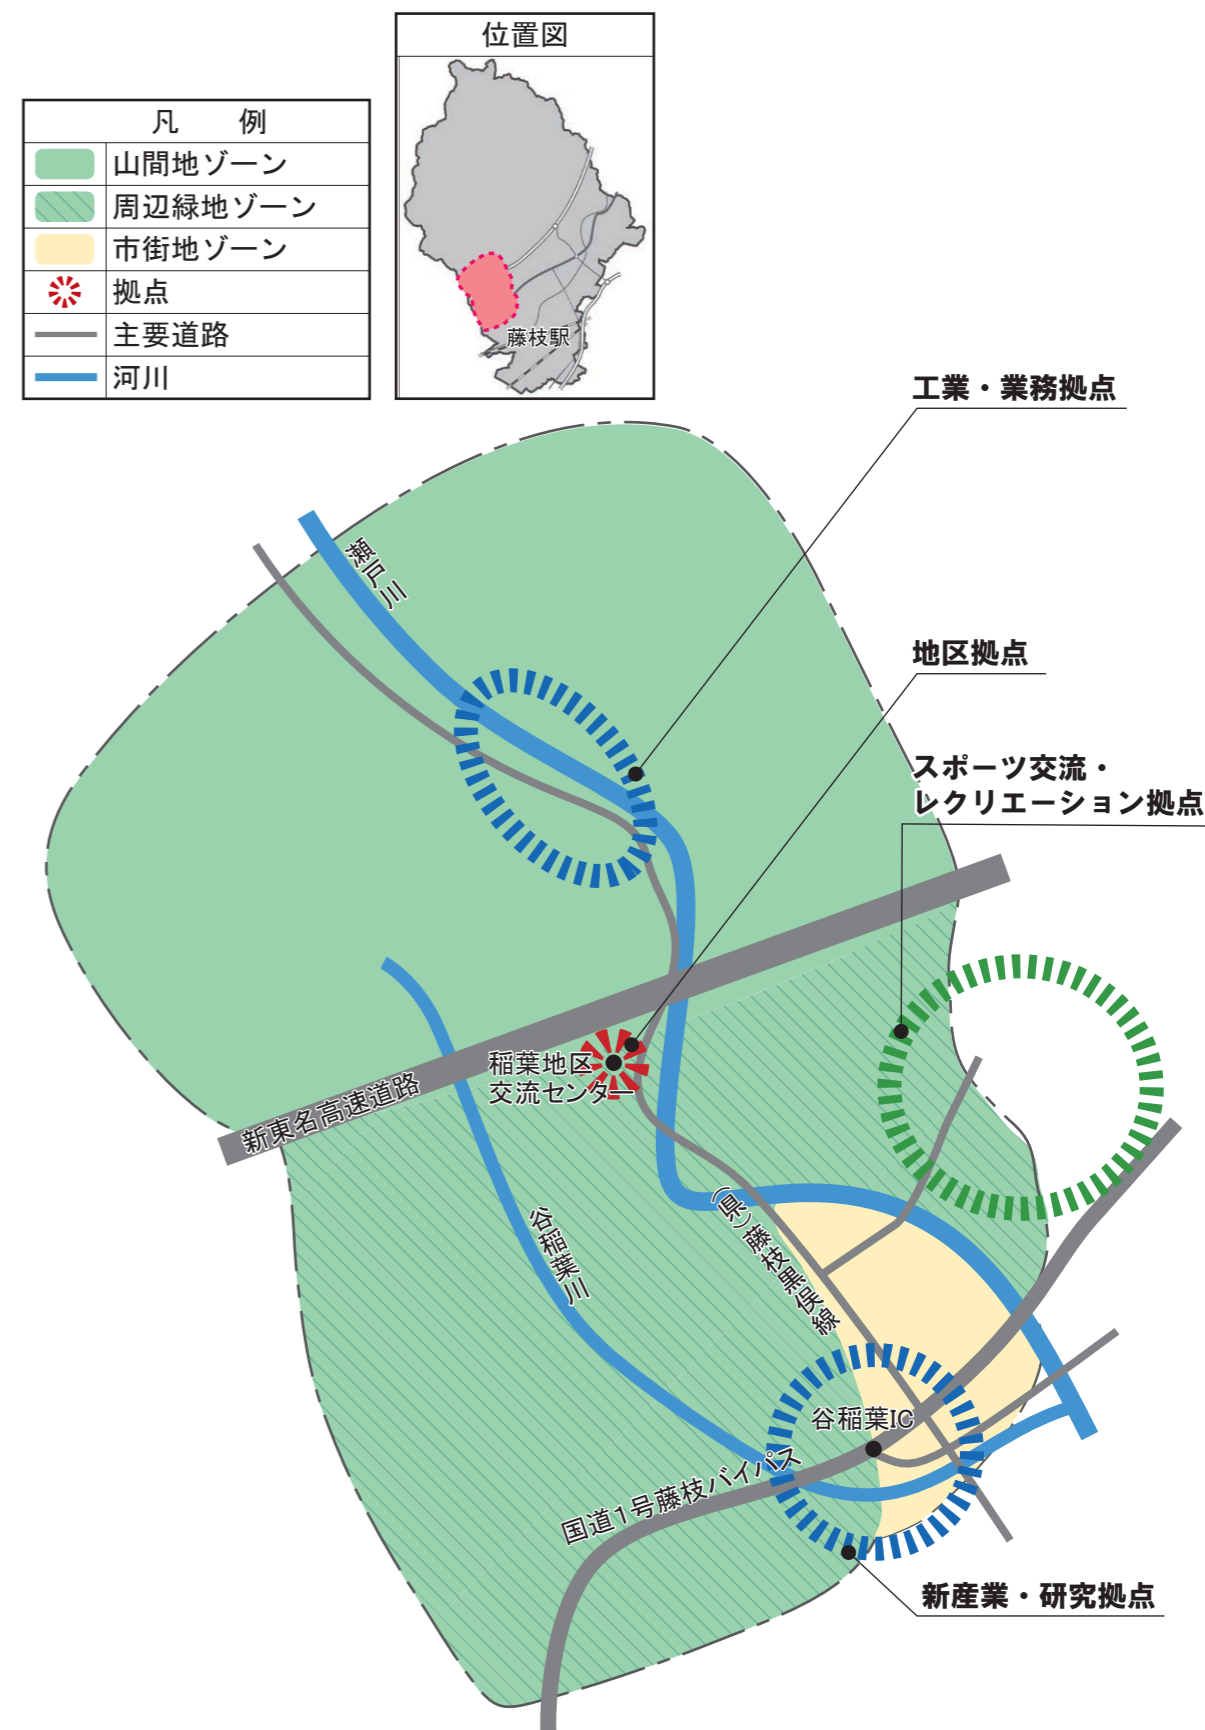 位置図
藤枝駅
凡　例
山間地ゾーン
周辺緑地ゾーン
市街地ゾーン
拠点
主要道路
河川
工業・業務拠点
瀬戸川
地区拠点
スポーツ交流・
レクリエーション拠点
稲葉地区
交流センター
新東名高速道路
谷稲葉川
（県）藤枝黒俣線
谷稲葉IC
国道1号藤枝バイパス
新産業・研究拠点